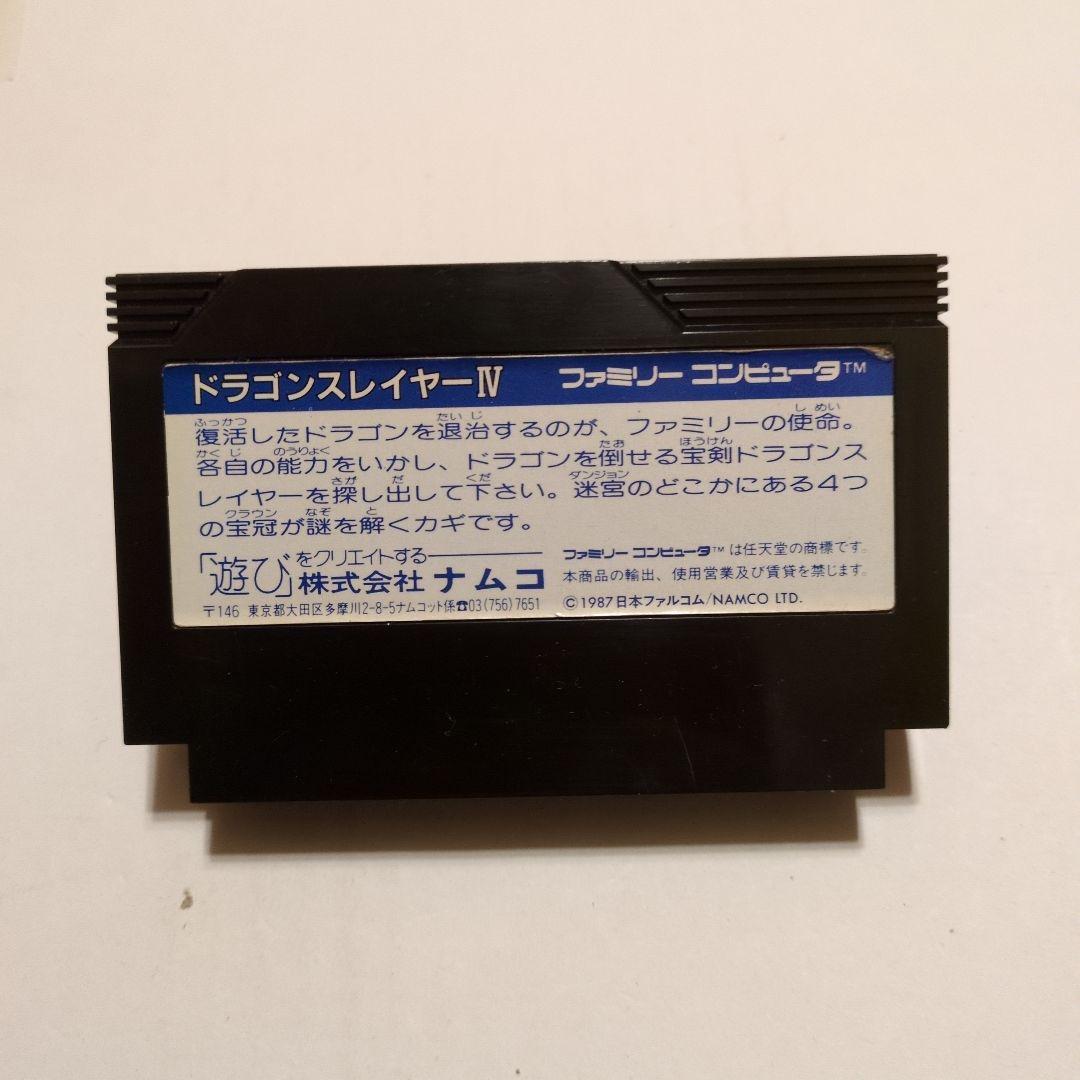 ドラゴンスレイヤーⅣ ファミリーコンピュータ™
復活したドラゴンを退治するのが、ファミリーの使命。
各自の能力をいかし、ドラゴンを倒せる宝剣ドラゴンス
レイヤーを探し出して下さい。迷宮のどこかにある4つ
の宝冠が謎を解くカギです。
「遊び」をクリエイトする
株式会社ナムコ
〒146 東京都大田区多摩川2-8-5ナムコット係☎03(756)7651
ファミリーコンピュータ™は任天堂の商標です。
本商品の輸出、使用営業及び賃貸を禁じます。
©1987日本ファルコム/NAMCO LTD.